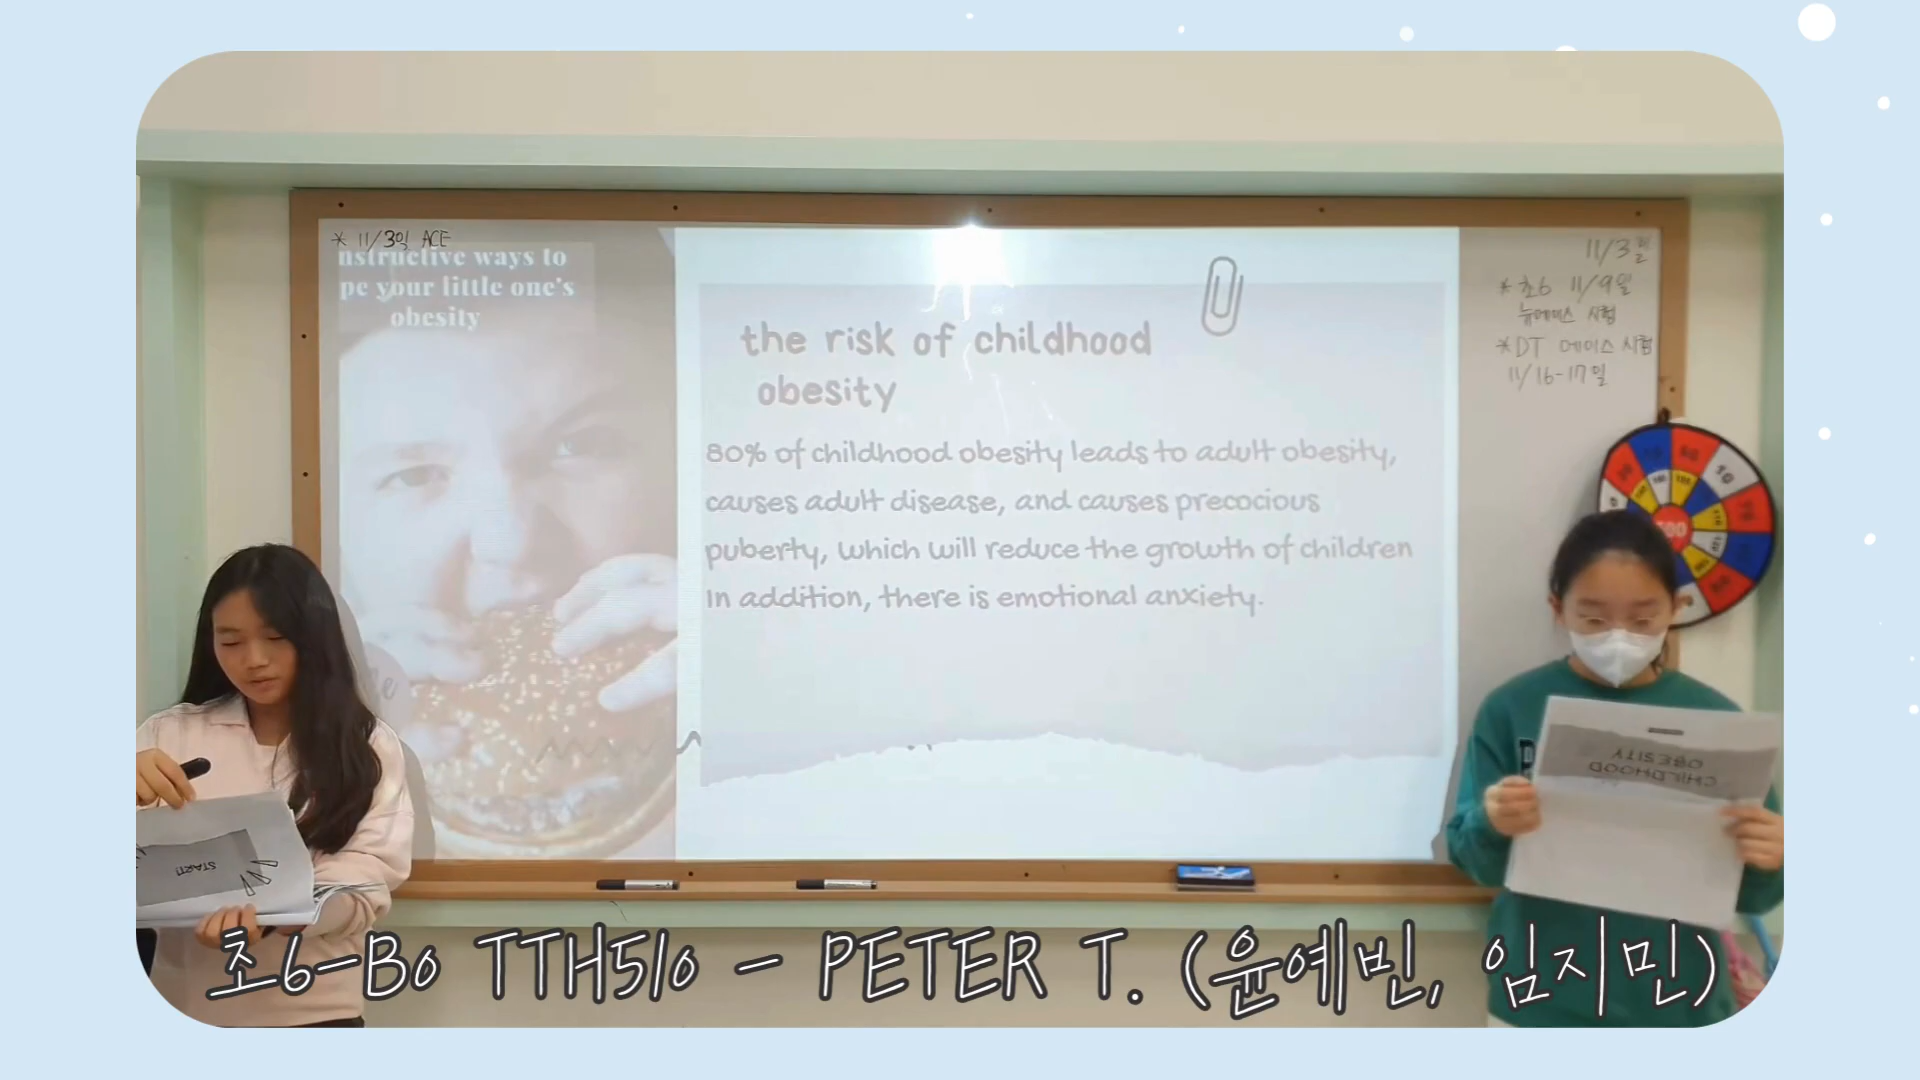 * 11/3일 ACE
nstructive ways to
pe your little one's
obesity
the risk of childhood
obesity
80% of childhood obesity leads to adult obesity,
causes adult disease, and causes precocious
puberty, which will reduce the growth of children
In addition, there is emotional anxiety.
11/3일
* 초6 11/9일
뉴에이스 시험
*DT 에이스 시험
11/16-17일
10
START!
CHILDHOOD
OBESITY
초6-B0 TTH510 - PETER T. (윤예빈, 임지민)